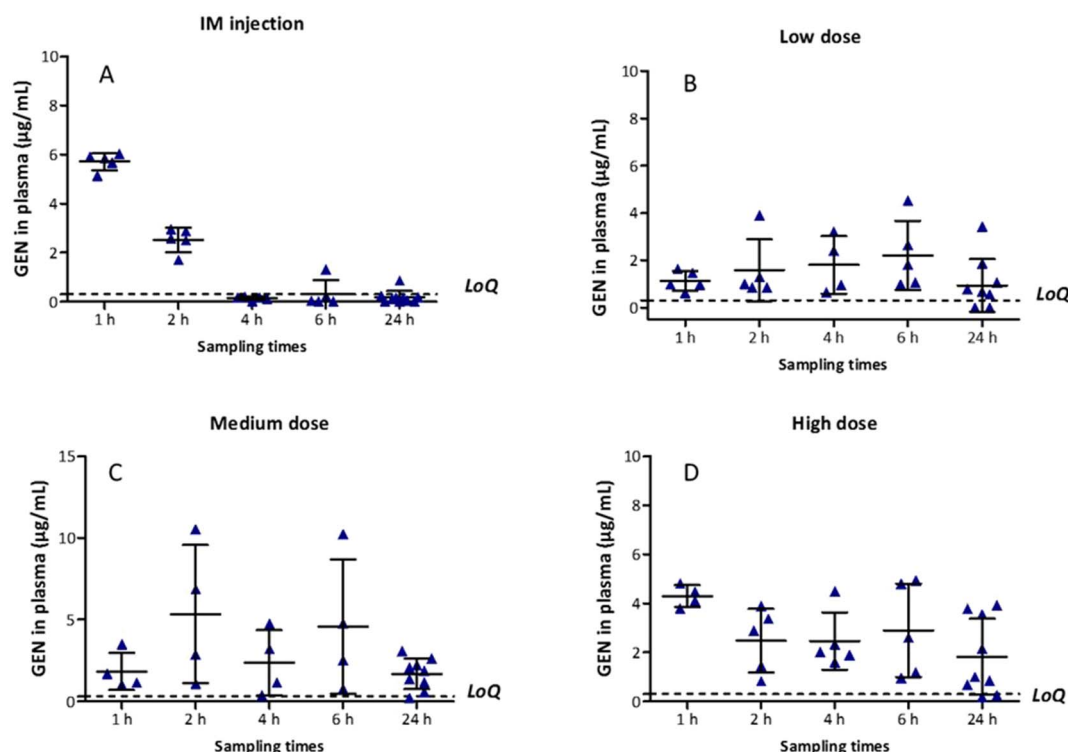 IM injection
A
GEN in plasma (µg/mL)
10
8
6
4
2
0
LoQ
1 h 2 h 4 h 6 h 24 h
Sampling times
Low dose
B
GEN in plasma (µg/mL)
10
8
6
4
2
0
LoQ
1 h 2 h 4 h 6 h 24 h
Sampling times
Medium dose
C
GEN in plasma (µg/mL)
15
10
5
0
LoQ
1 h 2 h 4 h 6 h 24 h
Sampling times
High dose
D
GEN in plasma (µg/mL)
10
8
6
4
2
0
LoQ
1 h 2 h 4 h 6 h 24 h
Sampling times